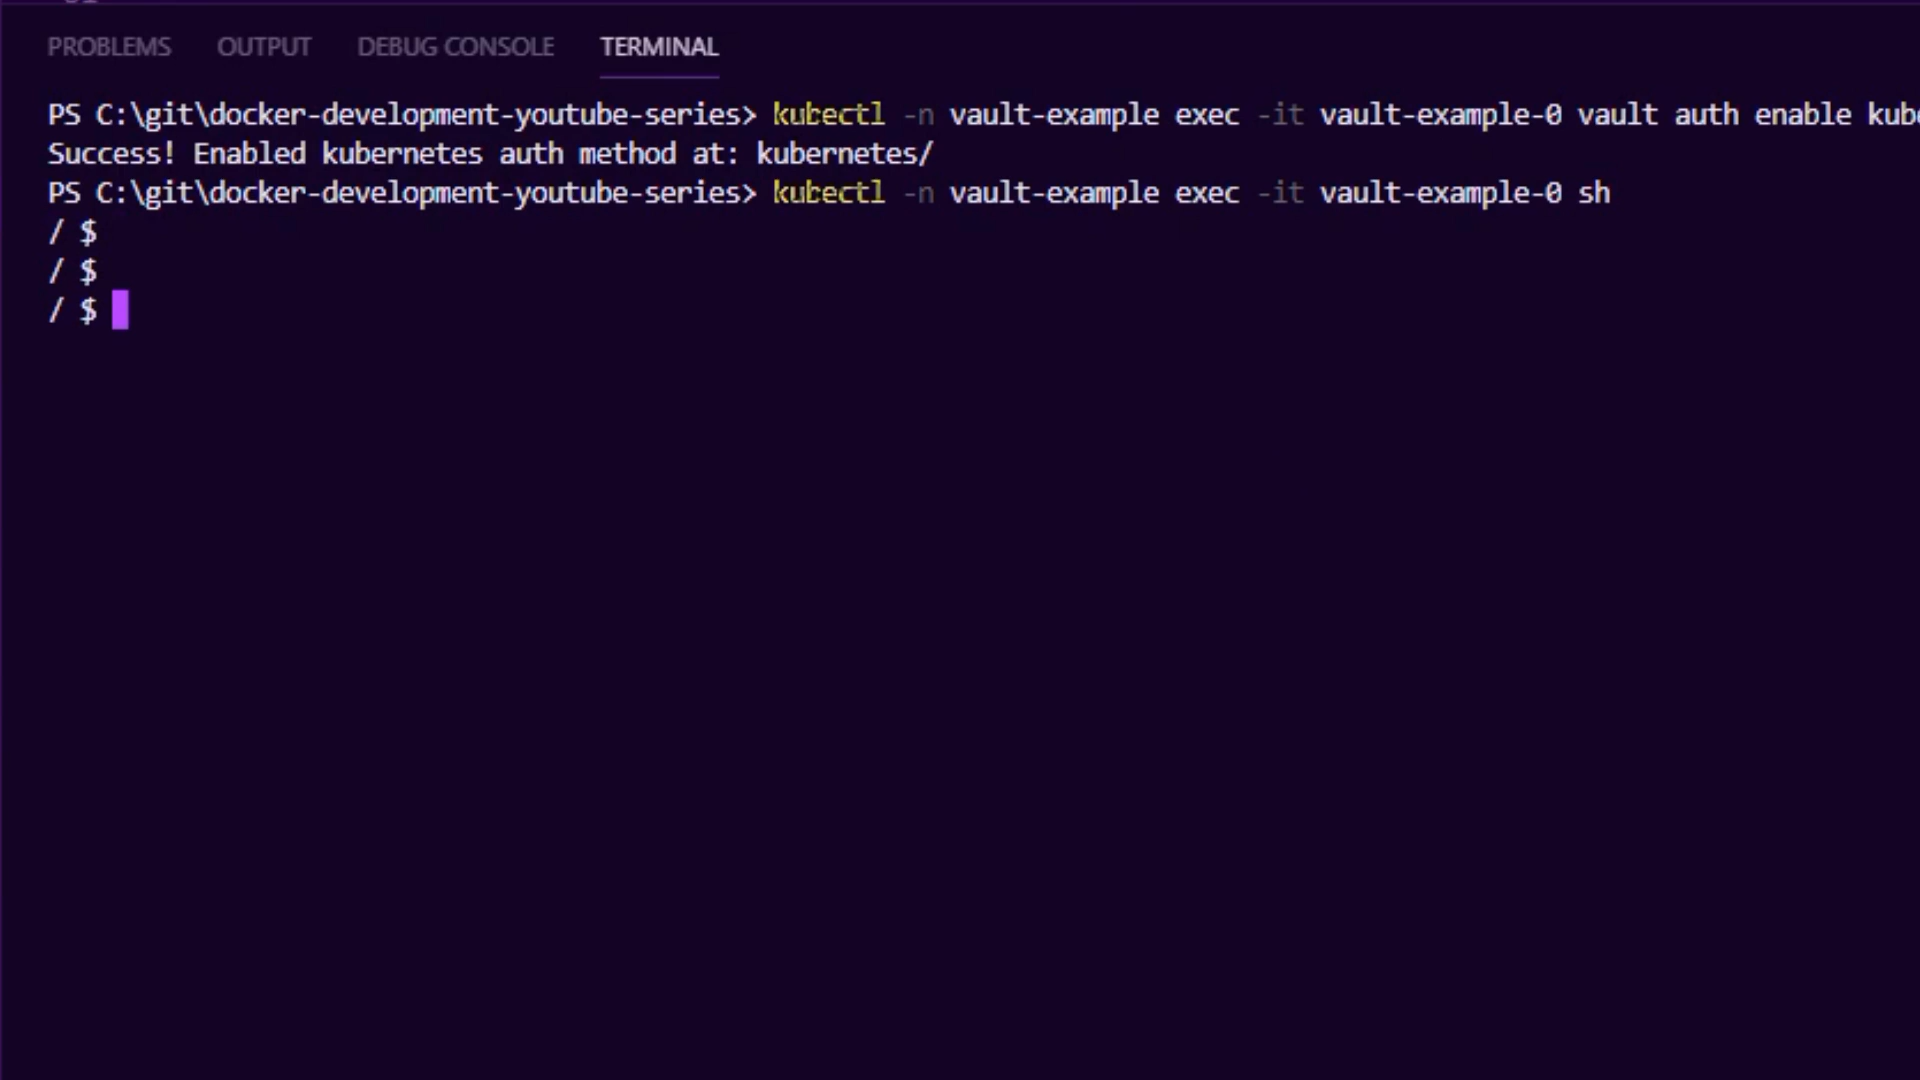 PROBLEMS OUTPUT DEBUG CONSOLE TERMINAL
PS C:\git\docker-development-youtube-series> kubectl -n vault-example exec -it vault-example-0 vault auth enable
Success! Enabled kubernetes auth method at: kubernetes/
PS C:\git\docker-development-youtube-series> kubectl -n vault-example exec -it vault-example-0 sh
/ $
/ $
/ $